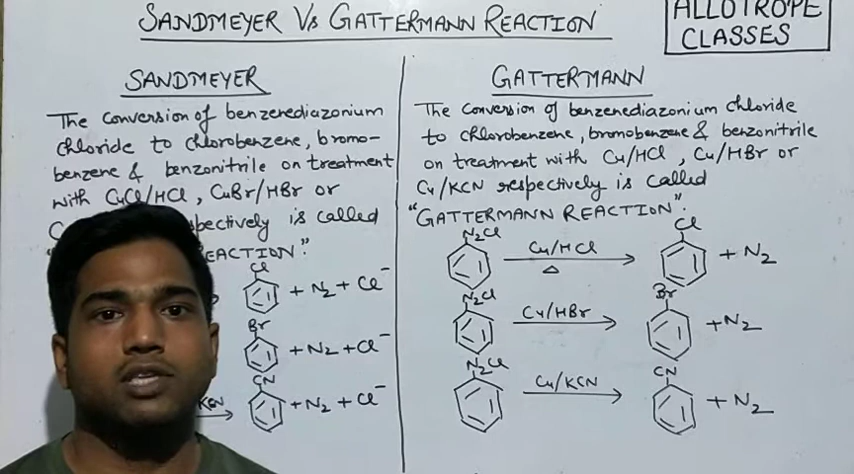 SANDMEYER Vs GATTERMANN REACTION
ALLOTROPE
CLASSES
SANDMEYER
The conversion of benzenediazonium
chloride to chlorobenzene, bromo-
benzene & benzonitrile on treatment
with CuCl/HCl, CuBr/HBr or
spectively is called
REACTION".
Cl
+ N2 + Cl⁻
Br
+ N2 + Cl⁻
CN
KCN
+ N2 + Cl⁻
GATTERMANN
The conversion of benzenediazonium chloride
to chlorobenzene, bromobenzene & benzonitrile
on treatment with Cu/HCl, Cu/HBr or
Cu/KCN respectively is called
"GATTERMANN REACTION".
N2Cl
Cu/HCl
Δ
Cl
+ N2
N2Cl
Cu/HBr
Br
+N2
N2Cl
Cu/KCN
CN
+ N2